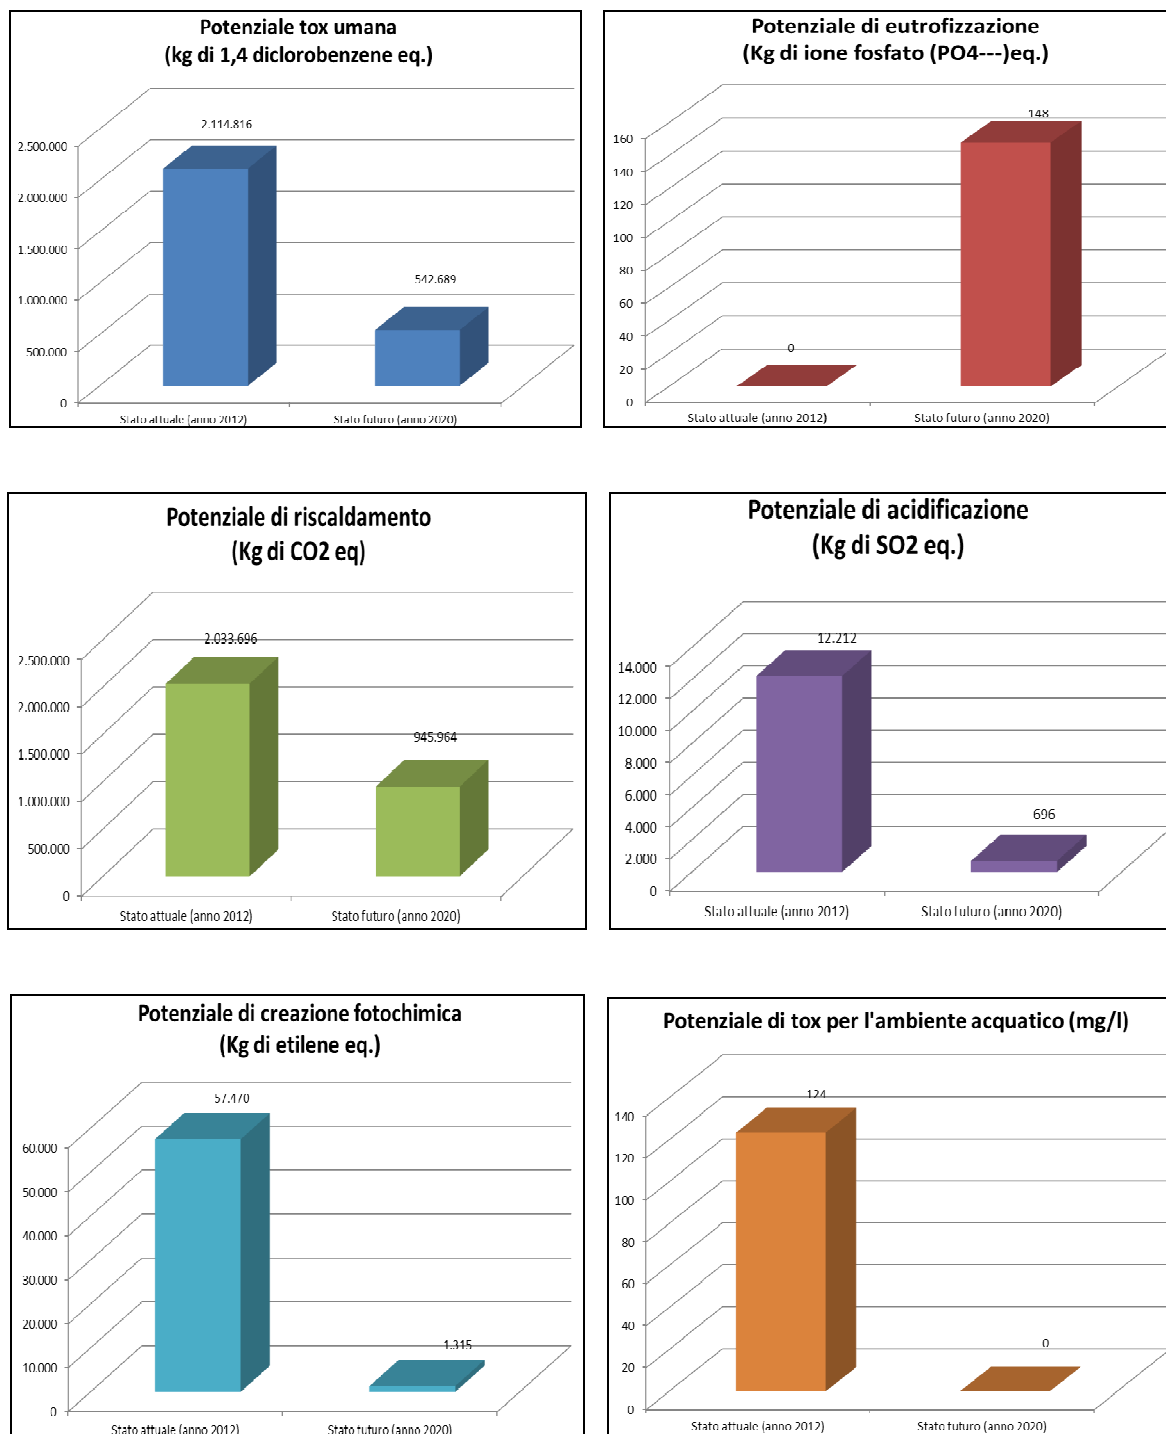 Potenziale tox umana
(kg di 1,4 diclorobenzene eq.)
2.114.816
542.689
2.500.000
2.000.000
1.500.000
1.000.000
500.000
0
Stato attuale (anno 2012)
Stato futuro (anno 2020)
Potenziale di eutrofizzazione
(Kg di ione fosfato (PO4---)eq.)
148
0
160
140
120
100
80
60
40
20
0
Stato attuale (anno 2012)
Stato futuro (anno 2020)
Potenziale di riscaldamento
(Kg di CO2 eq)
2.033.696
945.964
2.500.000
2.000.000
1.500.000
1.000.000
500.000
0
Stato attuale (anno 2012)
Stato futuro (anno 2020)
Potenziale di acidificazione
(Kg di SO2 eq.)
12.212
696
14.000
12.000
10.000
8.000
6.000
4.000
2.000
0
Stato attuale (anno 2012)
Stato futuro (anno 2020)
Potenziale di creazione fotochimica
(Kg di etilene eq.)
57.470
1.315
60.000
50.000
40.000
30.000
20.000
10.000
0
Stato attuale (anno 2012)
Stato futuro (anno 2020)
Potenziale di tox per l'ambiente acquatico (mg/l)
124
0
140
120
100
80
60
40
20
0
Stato attuale (anno 2012)
Stato futuro (anno 2020)